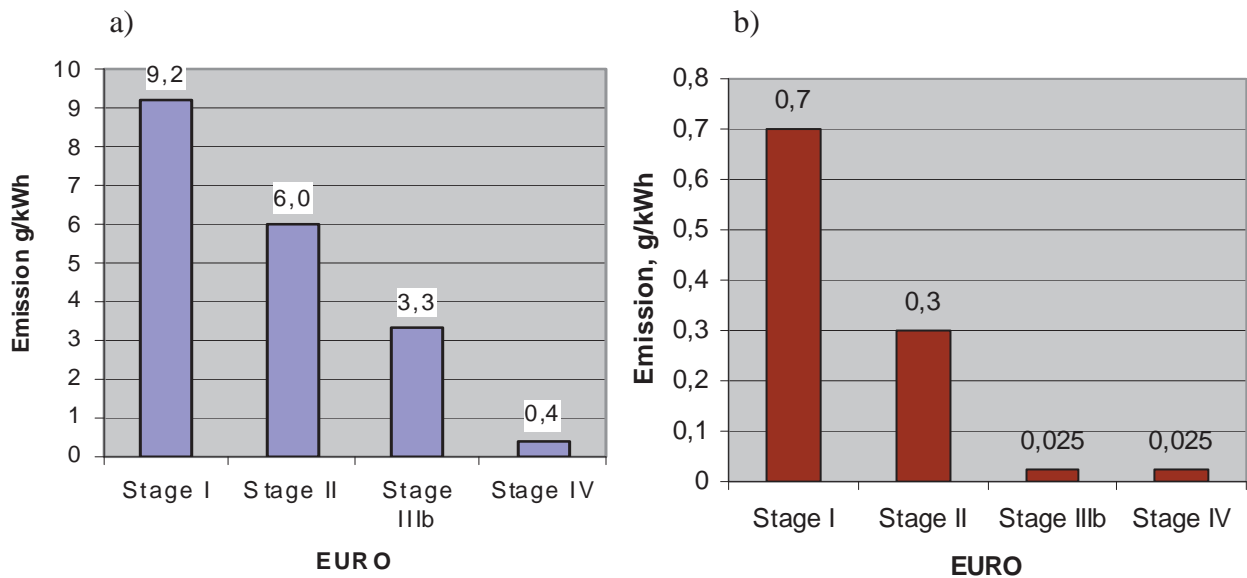 a)
Emission g/kWh
10
9
8
7
6
5
4
3
2
1
0
9,2
6,0
3,3
0,4
Stage I
Stage II
Stage
IIIb
Stage IV
EURO
b)
Emission, g/kWh
0,8
0,7
0,6
0,5
0,4
0,3
0,2
0,1
0
0,7
0,3
0,025
0,025
Stage I
Stage II
Stage IIIb
Stage IV
EURO